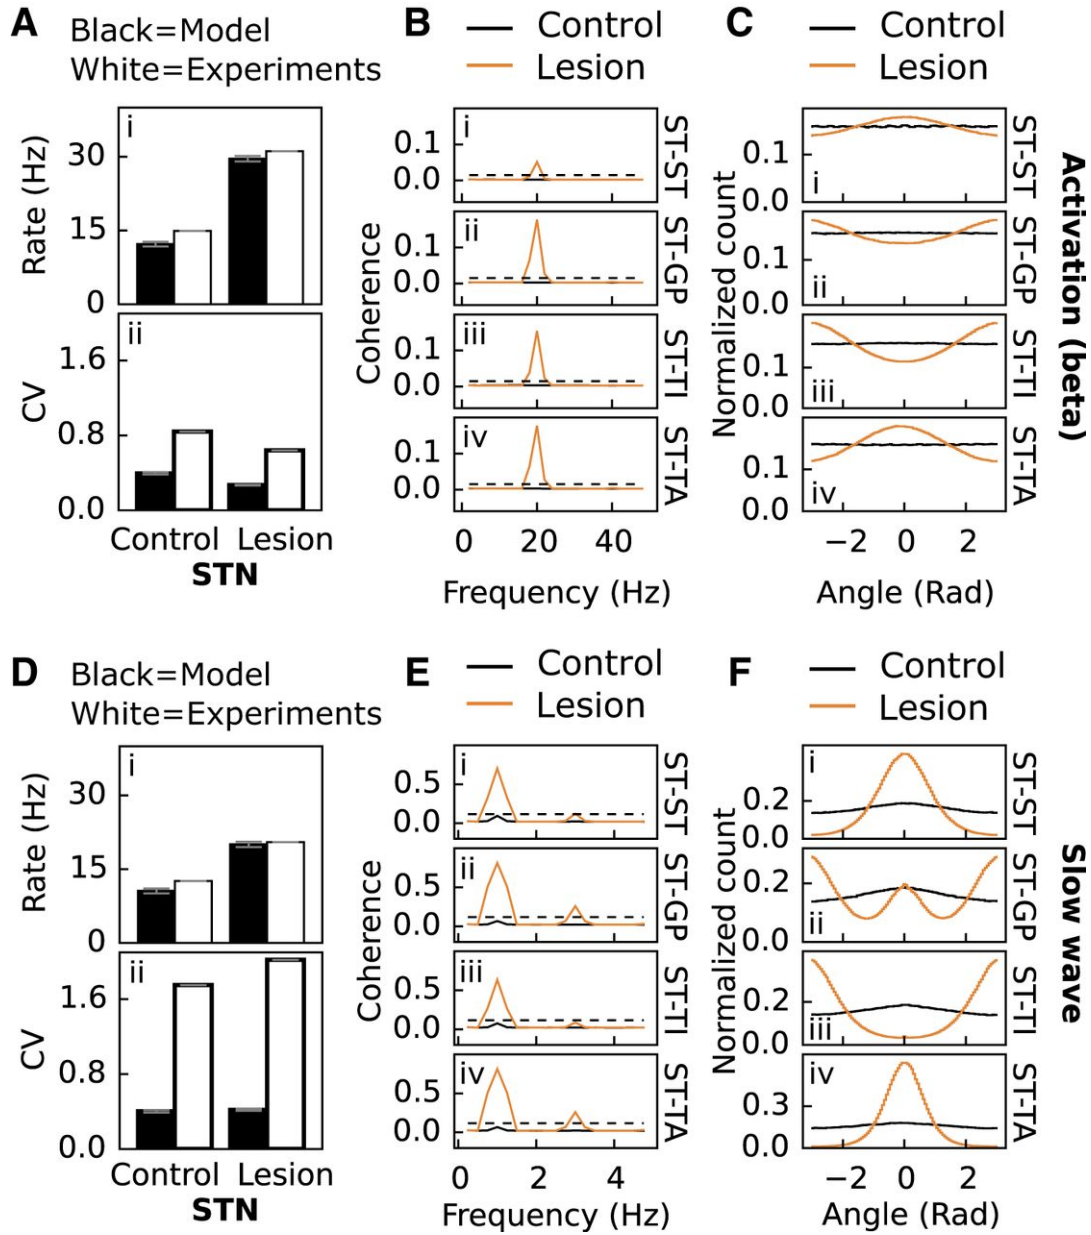 A
Black=Model
White=Experiments
i
Rate (Hz)
30
15
0
ii
CV
1.6
0.8
0.0
Control Lesion
STN
B
Control
Lesion
Coherence
i
0.1
0.0
ST-ST
ii
0.1
0.0
ST-GP
iii
0.1
0.0
ST-TI
iv
0.1
0.0
ST-TA
0 20 40
Frequency (Hz)
C
Control
Lesion
Normalized count
0.1
0.0
i
ST-ST
0.1
0.0
ii
ST-GP
0.1
0.0
iii
ST-TI
0.1
0.0
iv
ST-TA
−2 0 2
Angle (Rad)
Activation (beta)
D
Black=Model
White=Experiments
i
Rate (Hz)
30
15
0
ii
CV
1.6
0.8
0.0
Control Lesion
STN
E
Control
Lesion
Coherence
i
0.5
0.0
ST-ST
ii
0.5
0.0
ST-GP
iii
0.5
0.0
ST-TI
iv
0.5
0.0
ST-TA
0 2 4
Frequency (Hz)
F
Control
Lesion
Normalized count
i
0.2
0.0
ST-ST
0.2
0.0
ii
ST-GP
0.2
0.0
iii
ST-TI
iv
0.3
0.0
ST-TA
−2 0 2
Angle (Rad)
Slow wave